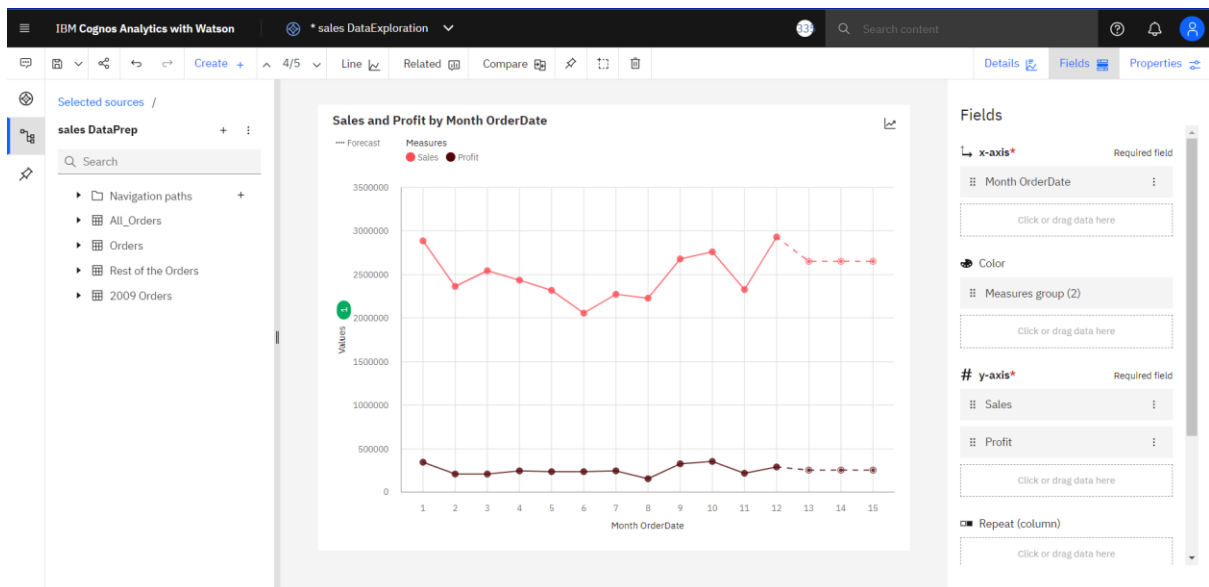 IBM Cognos Analytics with Watson
* sales DataExploration
Search content
Create +
4/5
Line
Related
Compare
Details
Fields
Properties
Selected sources /
sales DataPrep
Search
Navigation paths
All_Orders
Orders
Rest of the Orders
2009 Orders
Sales and Profit by Month OrderDate
Forecast
Measures
Sales
Profit
3500000
3000000
2500000
2000000
1500000
1000000
500000
0
Values
1 2 3 4 5 6 7 8 9 10 11 12 13 14 15
Month OrderDate
Fields
x-axis*
Required field
Month OrderDate
Click or drag data here
Color
Measures group (2)
Click or drag data here
# y-axis*
Required field
Sales
Profit
Click or drag data here
Repeat (column)
Click or drag data here